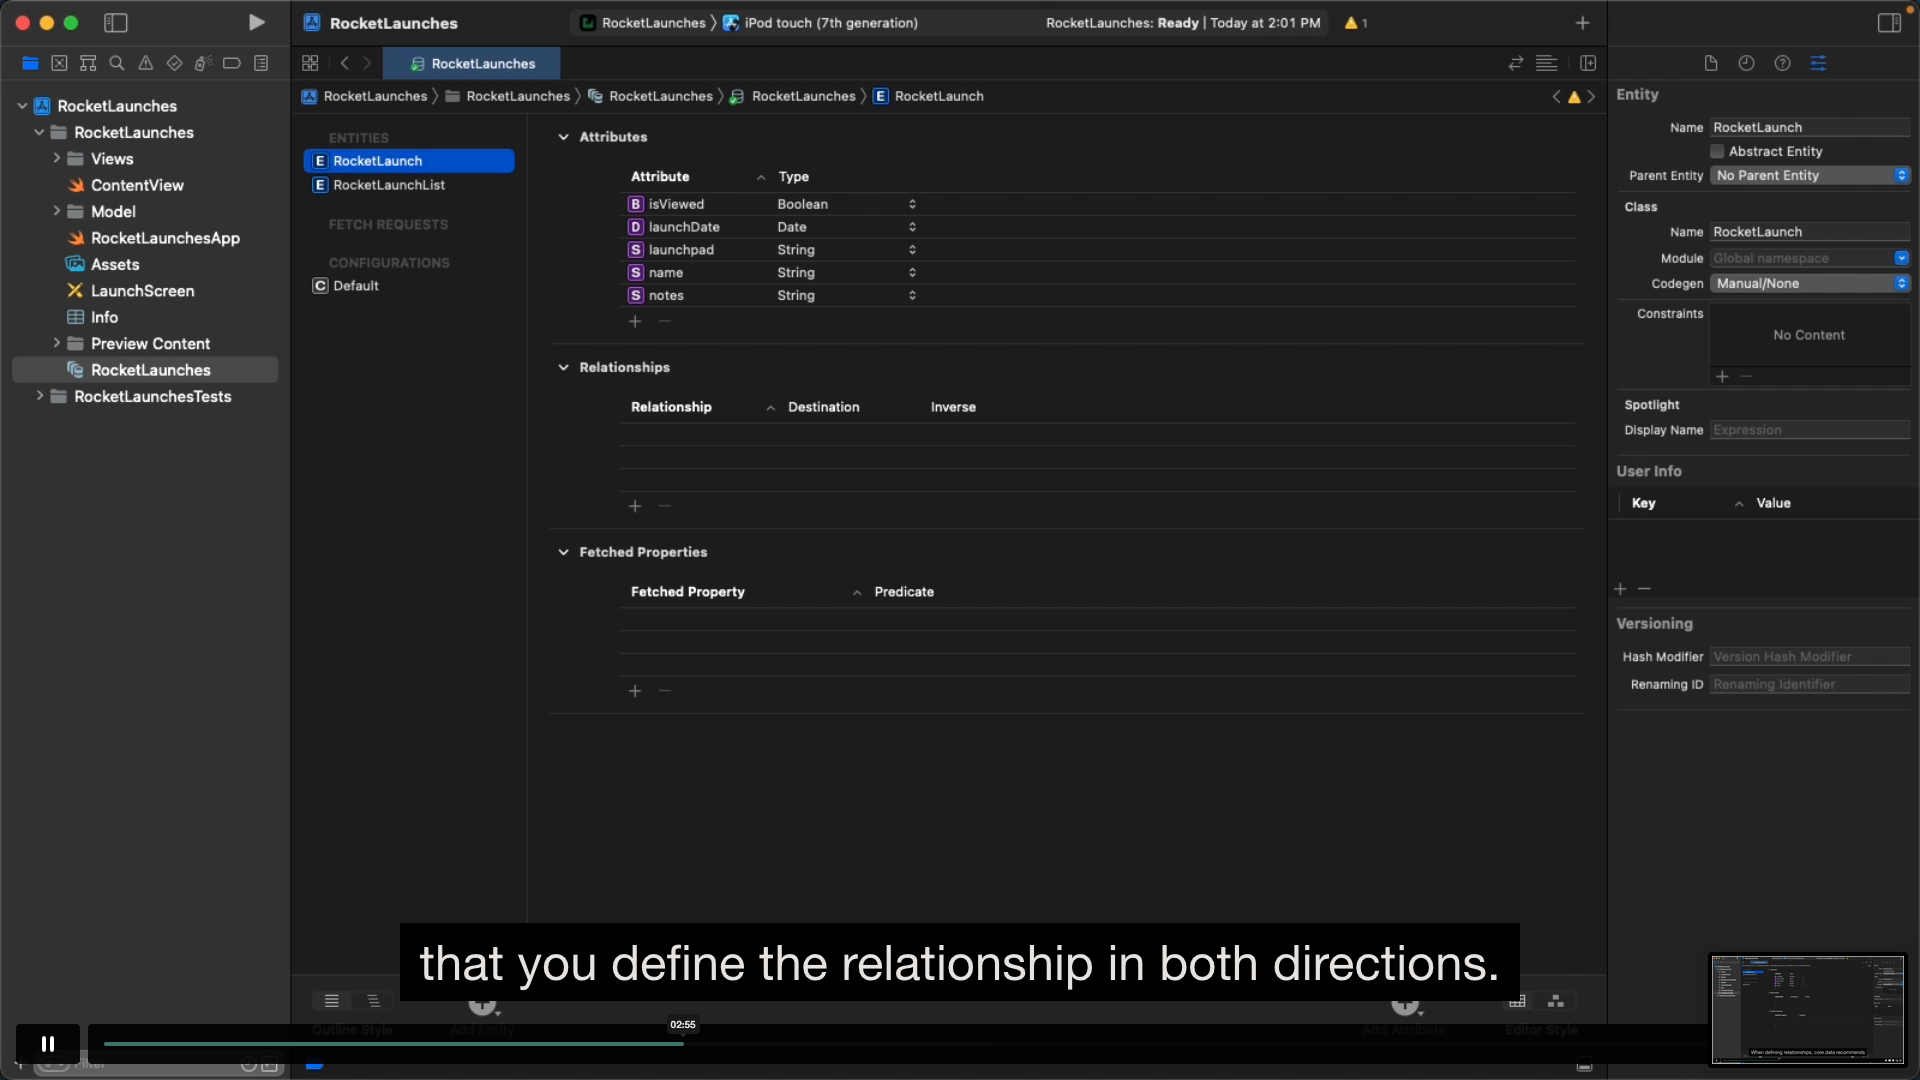 RocketLaunches
RocketLaunches
iPod touch (7th generation)
RocketLaunches: Ready | Today at 2:01 PM
1
RocketLaunches
RocketLaunches
RocketLaunches
RocketLaunches
RocketLaunches
RocketLaunch
RocketLaunches
RocketLaunches
Views
ContentView
Model
RocketLaunchesApp
Assets
LaunchScreen
Info
Preview Content
RocketLaunches
RocketLaunchesTests
ENTITIES
E RocketLaunch
E RocketLaunchList
FETCH REQUESTS
CONFIGURATIONS
C Default
Attributes
Attribute Type
B isViewed Boolean
D launchDate Date
S launchpad String
S name String
S notes String
Relationships
Relationship Destination Inverse
Fetched Properties
Fetched Property Predicate
Entity
Name RocketLaunch
Abstract Entity
Parent Entity No Parent Entity
Class
Name RocketLaunch
Module Global namespace
Codegen Manual/None
Constraints
No Content
Spotlight
Display Name Expression
User Info
Key Value
Versioning
Hash Modifier Version Hash Modifier
Renaming ID Renaming Identifier
that you define the relationship in both directions.
Outline Style
Add Entity
Add Attribute
Editor Style
02:55
Filter
When defining relationships, core data recommends